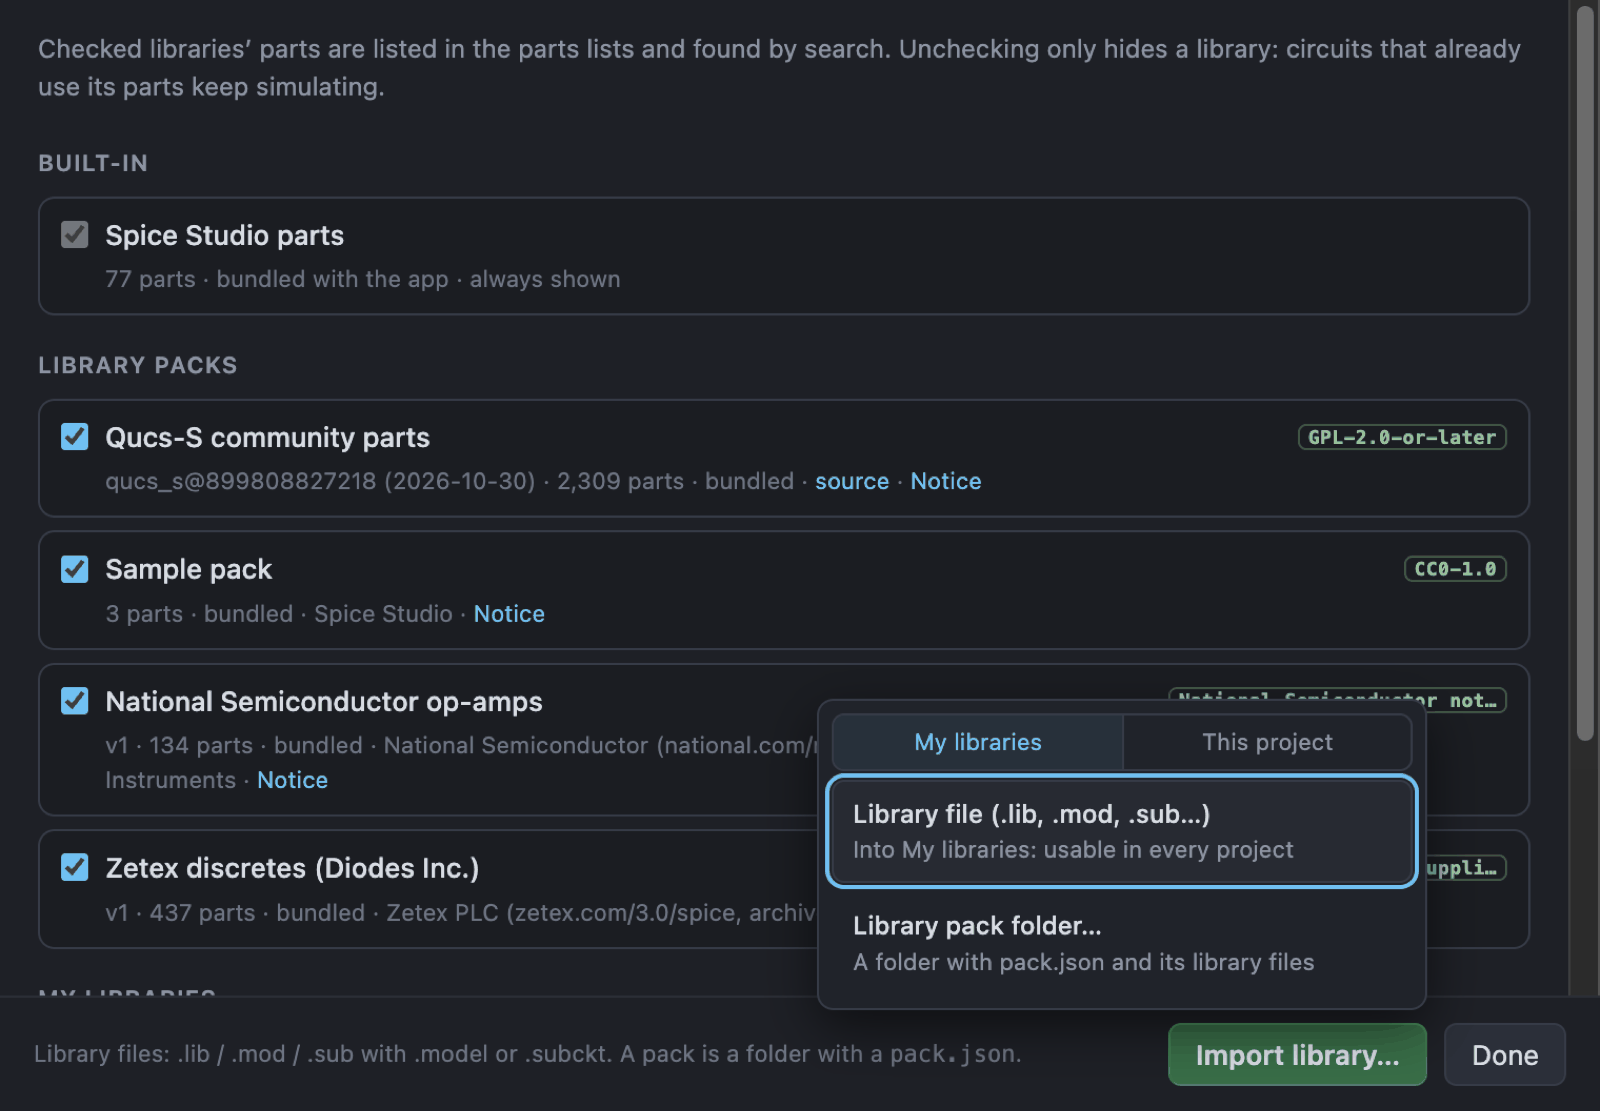 Checked libraries’ parts are listed in the parts lists and found by search. Unchecking only hides a library: circuits that already
use its parts keep simulating.
BUILT-IN
Spice Studio parts
77 parts · bundled with the app · always shown
LIBRARY PACKS
Qucs-S community parts
GPL-2.0-or-later
qucs_s@899808827218 (2026-10-30) · 2,309 parts · bundled · source · Notice
Sample pack
CC0-1.0
3 parts · bundled · Spice Studio · Notice
National Semiconductor op-amps
National Semiconductor not…
v1 · 134 parts · bundled · National Semiconductor (national.com/
Instruments · Notice
Zetex discretes (Diodes Inc.)
uppli…
v1 · 437 parts · bundled · Zetex PLC (zetex.com/3.0/spice, archiv
MY LIBRARIES
My libraries
This project
Library file (.lib, .mod, .sub…)
Into My libraries: usable in every project
Library pack folder…
A folder with pack.json and its library files
Library files: .lib / .mod / .sub with .model or .subckt. A pack is a folder with a pack.json.
Import library…
Done